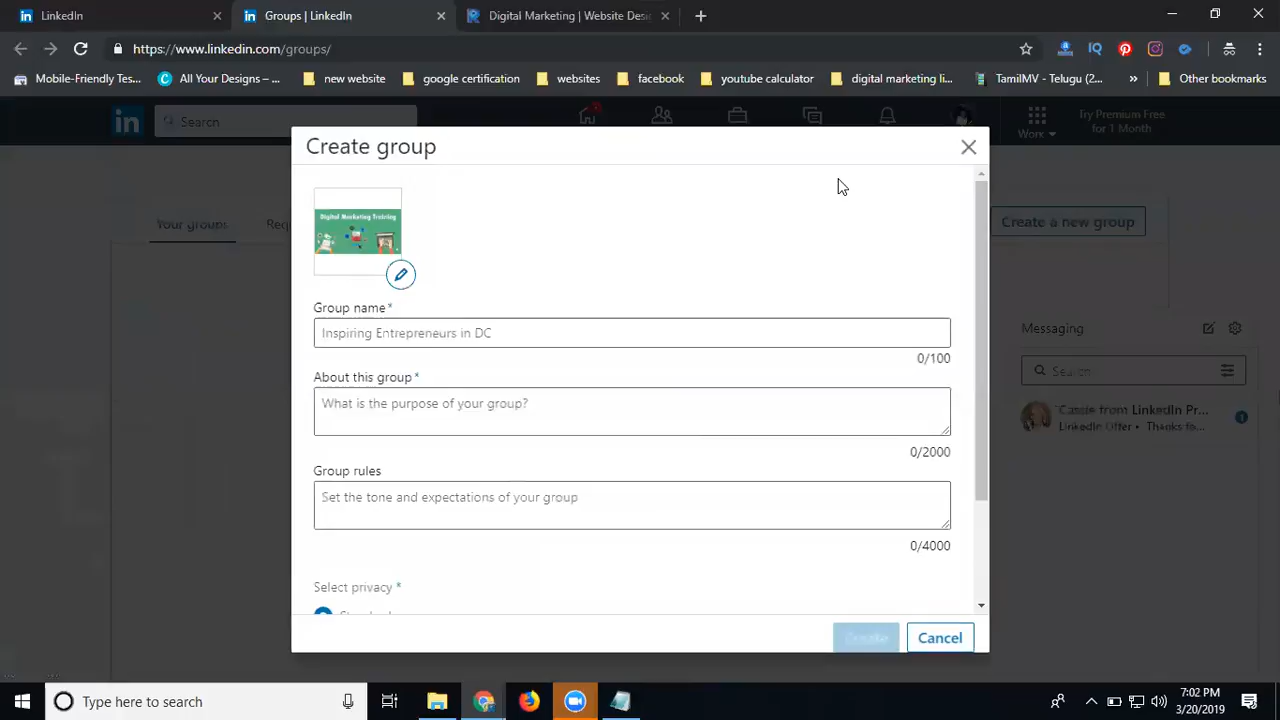 LinkedIn
Groups | LinkedIn
Digital Marketing | Website Desi
https://www.linkedin.com/groups/
Mobile-Friendly Tes...
All Your Designs – ...
new website
google certification
websites
facebook
youtube calculator
digital marketing li...
TamilMV - Telugu (2...
Other bookmarks
in
Search
Work
Try Premium Free
for 1 Month
Create group
Digital Marketing Training
Your groups
Req
Create a new group
Group name*
Inspiring Entrepreneurs in DC
0/100
About this group*
What is the purpose of your group?
0/2000
Group rules
Set the tone and expectations of your group
0/4000
Select privacy *
Create
Cancel
Messaging
Search
Cassie from LinkedIn Pr...
LinkedIn Offer • Thanks fo...
1
Type here to search
7:02 PM
3/20/2019